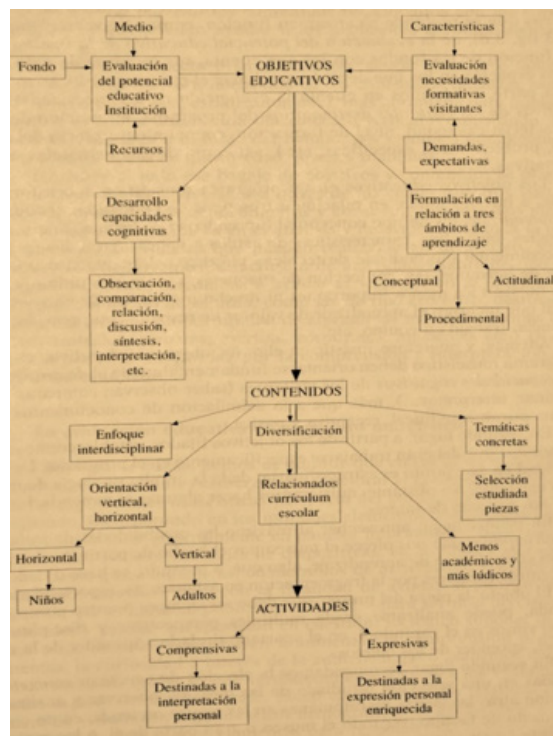 Medio
Características
Fondo
Evaluación
del potencial
educativo
Institución
OBJETIVOS
EDUCATIVOS
Evaluación
necesidades
formativas
visitantes
Recursos
Demandas,
expectativas
Desarrollo
capacidades
cognitivas
Formulación en
relación a tres
ámbitos de
aprendizaje
Observación,
comparación,
relación,
discusión,
síntesis,
interpretación,
etc.
Conceptual
Actitudinal
Procedimental
CONTENIDOS
Enfoque
interdisciplinar
Diversificación
Temáticas
concretas
Orientación
vertical,
horizontal
Relacionados
currículum
escolar
Selección
estudiada
piezas
Horizontal
Vertical
Menos
académicos y
más lúdicos
Niños
Adultos
ACTIVIDADES
Comprensivas
Expresivas
Destinadas a la
interpretación
personal
Destinadas a la
expresión personal
enriquecida